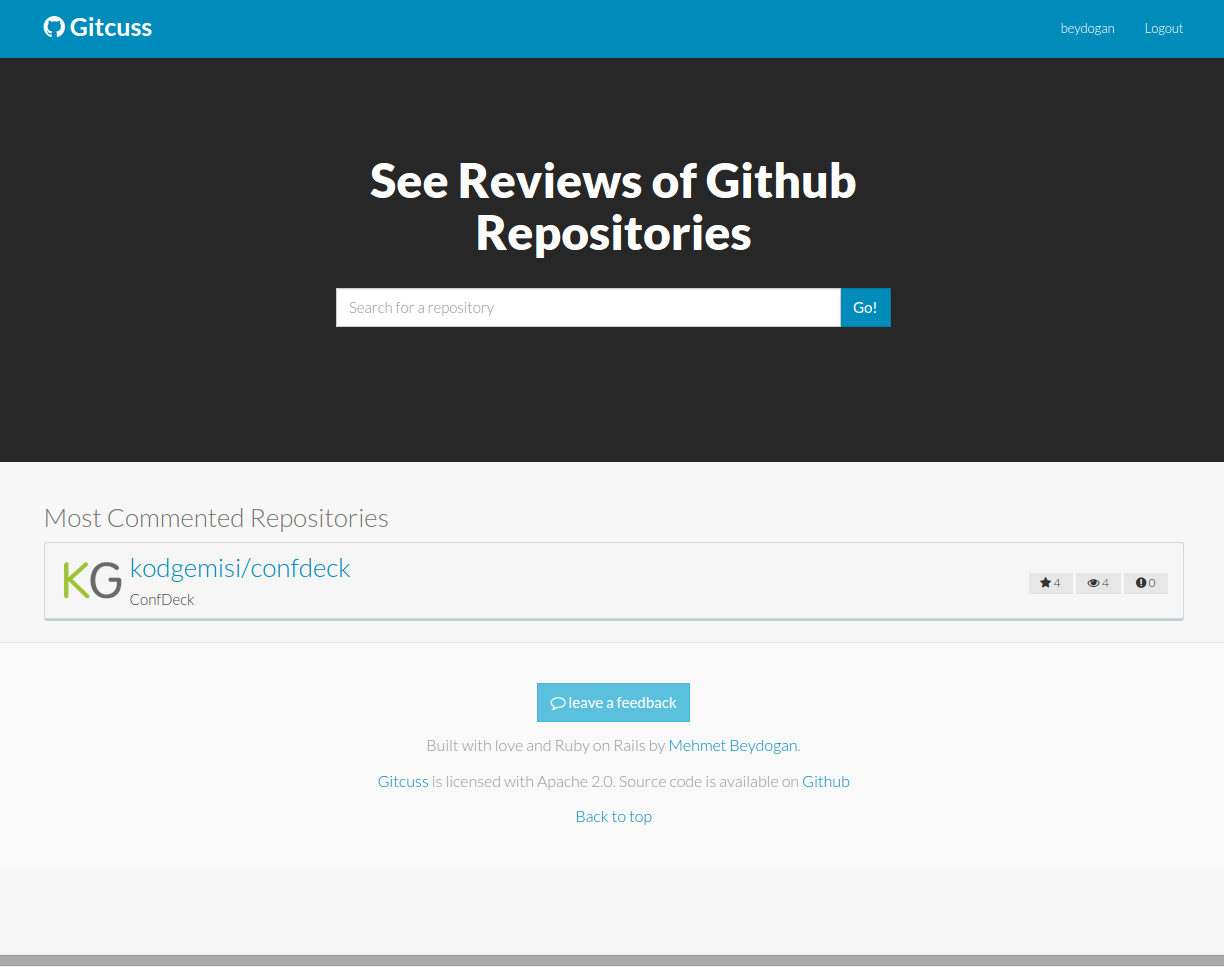 Gitcuss
beydogan
Logout
See Reviews of Github
Repositories
Search for a repository
Go!
Most Commented Repositories
KG
kodgemisi/confdeck
ConfDeck
4
4
0
leave a feedback
Built with love and Ruby on Rails by Mehmet Beydogan.
Gitcuss is licensed with Apache 2.0. Source code is available on Github
Back to top